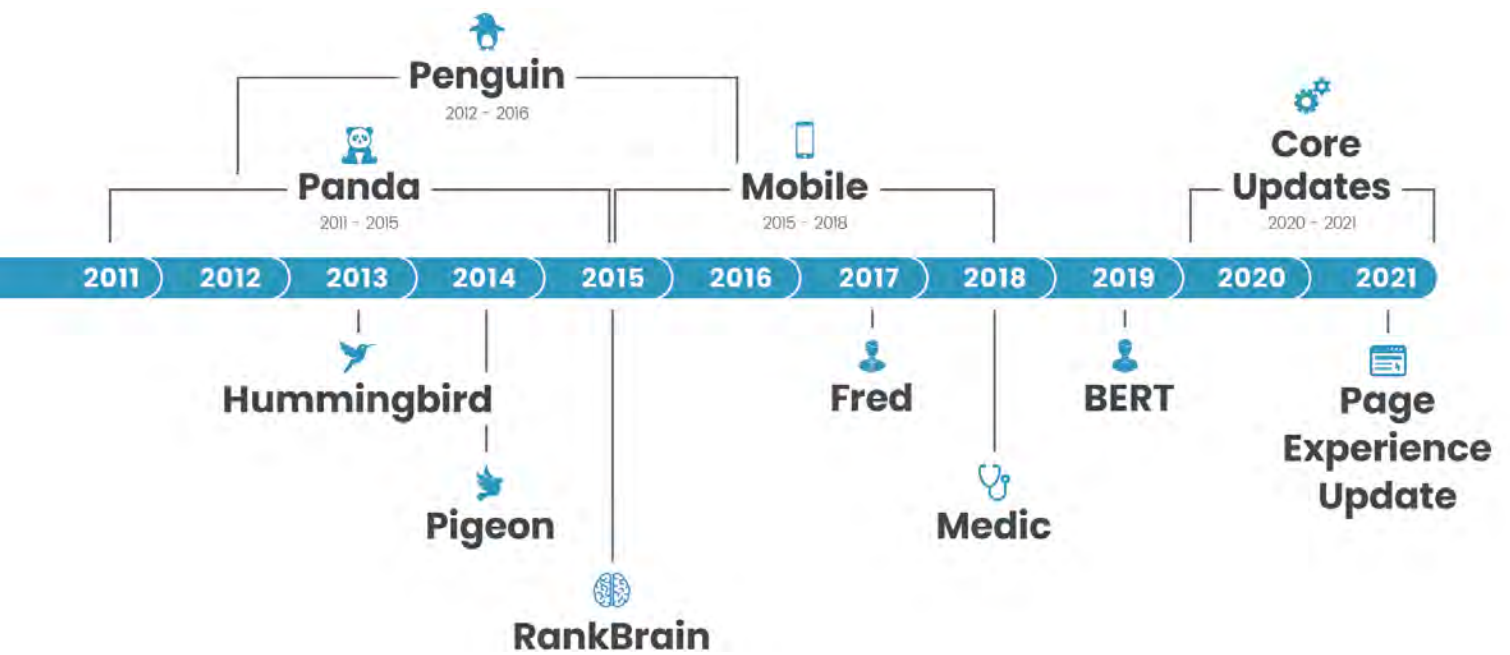 Penguin
2012 - 2016
Panda
2011 - 2015
Mobile
2015 - 2018
Core
Updates
2020 - 2021
2011 2012 2013 2014 2015 2016 2017 2018 2019 2020 2021
Hummingbird
Pigeon
RankBrain
Fred
Medic
BERT
Page
Experience
Update